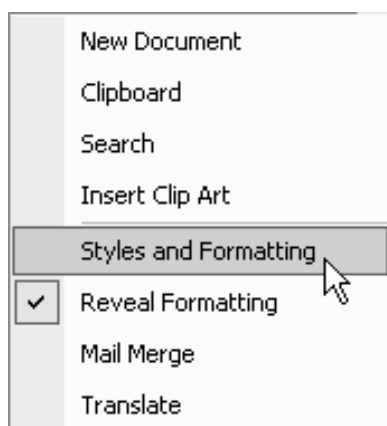 New Document
Clipboard
Search
Insert Clip Art
Styles and Formatting
Reveal Formatting
Mail Merge
Translate